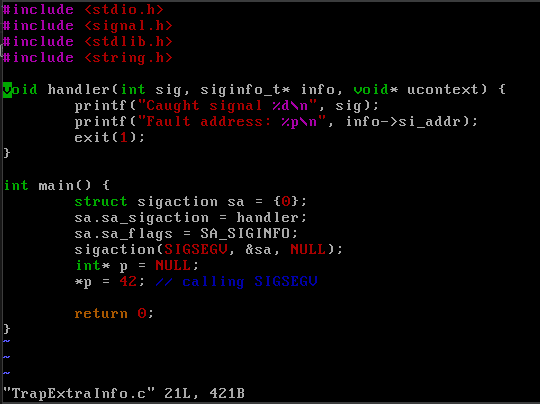 #include <stdio.h>
#include <signal.h>
#include <stdlib.h>
#include <string.h>

void handler(int sig, siginfo_t* info, void* ucontext) {
        printf("Caught signal %d\n", sig);
        printf("Fault address: %p\n", info->si_addr);
        exit(1);
}

int main() {
        struct sigaction sa = {0};
        sa.sa_sigaction = handler;
        sa.sa_flags = SA_SIGINFO;
        sigaction(SIGSEGV, &sa, NULL);
        int* p = NULL;
        *p = 42; // calling SIGSEGV

        return 0;
}
~
~
~
"TrapExtraInfo.c" 21L, 421B